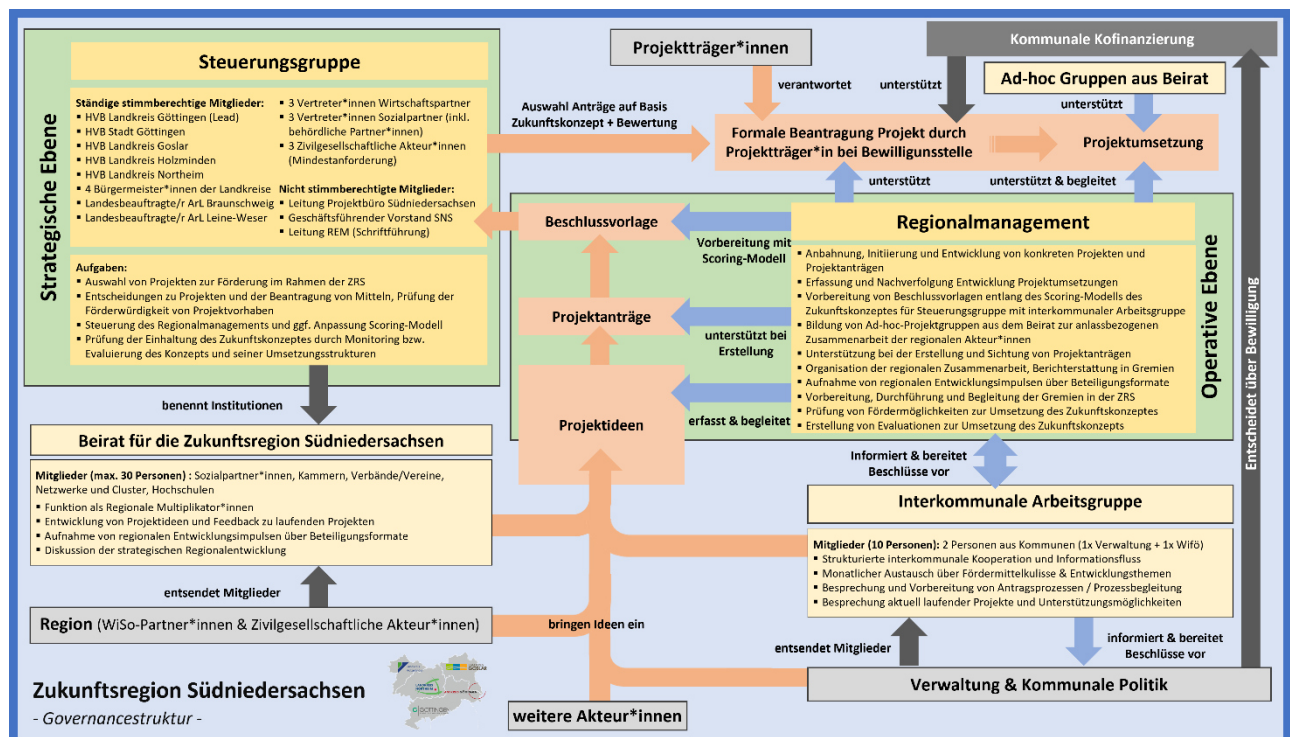 Steuerungsgruppe
Strategische Ebene
Ständige stimmberechtige Mitglieder:
▪ HVB Landkreis Göttingen (Lead)
▪ HVB Stadt Göttingen
▪ HVB Landkreis Goslar
▪ HVB Landkreis Holzminden
▪ HVB Landkreis Northeim
▪ 4 Bürgermeister*innen der Landkreise
▪ Landesbeauftragte/r ArL Braunschweig
▪ Landesbeauftragte/r ArL Leine-Weser
▪ 3 Vertreter*innen Wirtschaftspartner
▪ 3 Vertreter*innen Sozialpartner (inkl.
behördliche Partner*innen)
▪ 3 Zivilgesellschaftliche Akteur*innen
(Mindestanforderung)
Nicht stimmberechtigte Mitglieder:
▪ Leitung Projektbüro Südniedersachsen
▪ Geschäftsführender Vorstand SNS
▪ Leitung REM (Schriftführung)
Aufgaben:
▪ Auswahl von Projekten zur Förderung im Rahmen der ZRS
▪ Entscheidungen zu Projekten und der Beantragung von Mitteln, Prüfung der
Förderwürdigkeit von Projektvorhaben
▪ Steuerung des Regionalmanagements und ggf. Anpassung Scoring-Modell
▪ Prüfung der Einhaltung des Zukunftskonzeptes durch Monitoring bzw.
Evaluierung des Konzepts und seiner Umsetzungsstrukturen
Projektträger*innen
Kommunale Kofinanzierung
Ad-hoc Gruppen aus Beirat
verantwortet
unterstützt
unterstützt
Auswahl Anträge auf Basis
Zukunftskonzept + Bewertung
Formale Beantragung Projekt durch
Projektträger*in bei Bewilligungsstelle
Projektumsetzung
unterstützt
unterstützt & begleitet
Beschlussvorlage
Vorbereitung mit
Scoring-Modell
Projektanträge
unterstützt bei
Erstellung
Projektideen
erfasst & begleitet
Regionalmanagement
Operative Ebene
▪ Anbahnung, Initiierung und Entwicklung von konkreten Projekten und
Projektanträgen
▪ Erfassung und Nachverfolgung Entwicklung Projektumsetzungen
▪ Vorbereitung von Beschlussvorlagen entlang des Scoring-Modells des
Zukunftskonzeptes für Steuerungsgruppe mit interkommunaler Arbeitsgruppe
▪ Bildung von Ad-hoc-Projektgruppen aus dem Beirat zur anlassbezogenen
Zusammenarbeit der regionalen Akteur*innen
▪ Unterstützung bei der Erstellung und Sichtung von Projektanträgen
▪ Organisation der regionalen Zusammenarbeit, Berichterstattung in Gremien
▪ Aufnahme von regionalen Entwicklungsimpulsen über Beteiligungsformate
▪ Vorbereitung, Durchführung und Begleitung der Gremien in der ZRS
▪ Prüfung von Fördermöglichkeiten zur Umsetzung des Zukunftskonzeptes
▪ Erstellung von Evaluationen zur Umsetzung des Zukunftskonzepts
Entscheidet über Bewilligung
benennt Institutionen
Beirat für die Zukunftsregion Südniedersachsen
Mitglieder (max. 30 Personen) : Sozialpartner*innen, Kammern, Verbände/Vereine,
Netzwerke und Cluster, Hochschulen
▪ Funktion als Regionale Multiplikator*innen
▪ Entwicklung von Projektideen und Feedback zu laufenden Projekten
▪ Aufnahme von regionalen Entwicklungsimpulsen über Beteiligungsformate
▪ Diskussion der strategischen Regionalentwicklung
entsendet Mitglieder
Region (WiSo-Partner*innen & Zivilgesellschaftliche Akteur*innen)
bringen Ideen ein
weitere Akteur*innen
Informiert & bereitet
Beschlüsse vor
Interkommunale Arbeitsgruppe
Mitglieder (10 Personen): 2 Personen aus Kommunen (1x Verwaltung + 1x Wifö)
▪ Strukturierte interkommunale Kooperation und Informationsfluss
▪ Monatlicher Austausch über Fördermittelkulisse & Entwicklungsthemen
▪ Besprechung und Vorbereitung von Antragsprozessen / Prozessbegleitung
▪ Besprechung aktuell laufender Projekte und Unterstützungsmöglichkeiten
entsendet Mitglieder
informiert & bereitet
Beschlüsse vor
Verwaltung & Kommunale Politik
Zukunftsregion Südniedersachsen
- Governancestruktur -